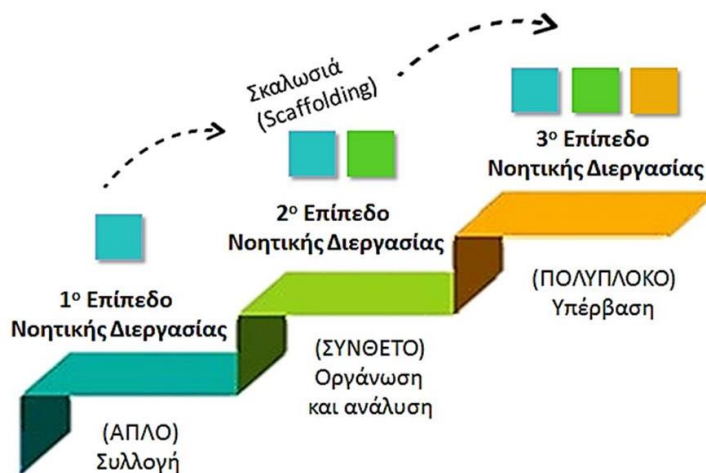 Σκαλωσιά
(Scaffolding)
1ο Επίπεδο
Νοητικής Διεργασίας
(ΑΠΛΟ)
Συλλογή
2ο Επίπεδο
Νοητικής Διεργασίας
(ΣΥΝΘΕΤΟ)
Οργάνωση
και ανάλυση
3ο Επίπεδο
Νοητικής Διεργασίας
(ΠΟΛΥΠΛΟΚΟ)
Υπέρβαση